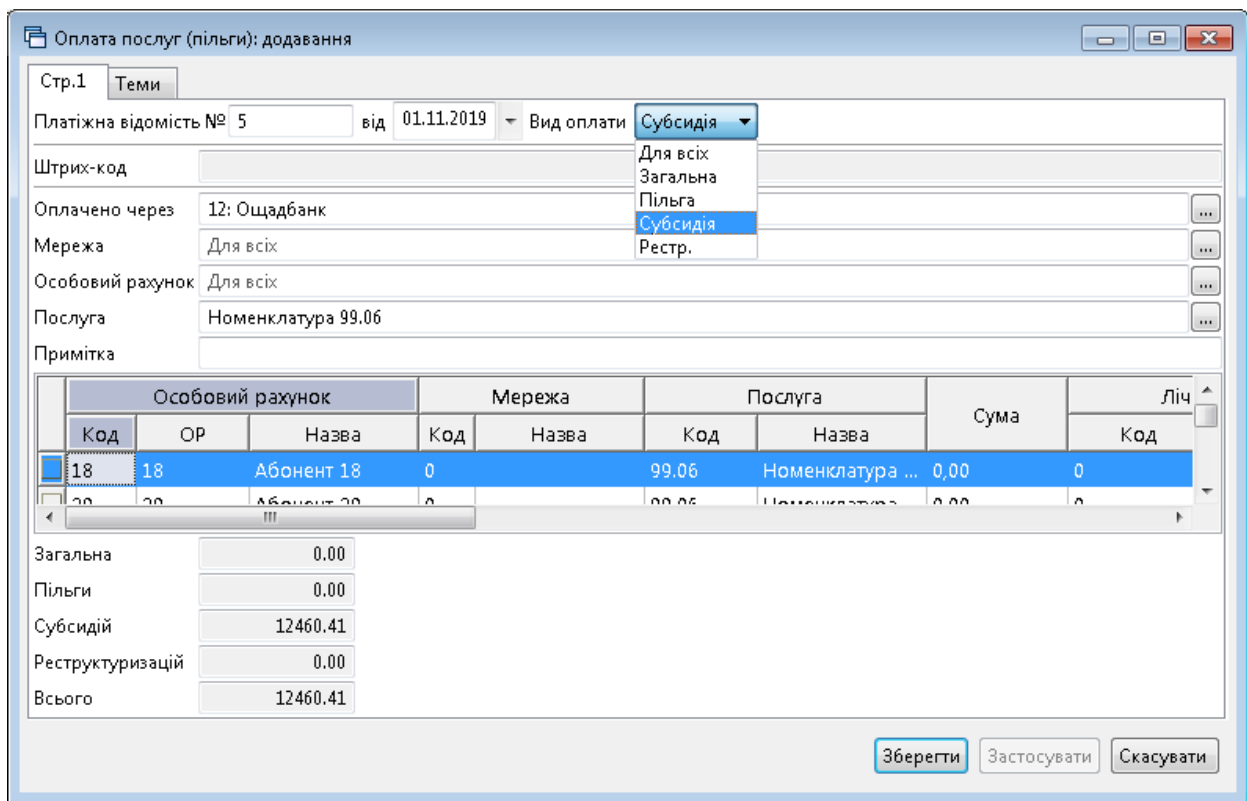 Оплата послуг (пільги): додавання
Стр.1 Теми
Платіжна відомість № 5 від 01.11.2019 Вид оплати Субсидія
Для всіх
Штрих-код
Загальна
Пільга
Оплачено через 12: Ощадбанк ...
Субсидія
Мережа Для всіх ...
Рестр.
Особовий рахунок Для всіх ...
Послуга Номенклатура 99.06 ...
Примітка
Особовий рахунок Мережа Послуга Сума Ліч
Код ОР Назва Код Назва Код Назва Код
18 18 Абонент 18 0 99.06 Номенклатура ... 0,00 0
Загальна 0.00
Пільги 0.00
Субсидій 12460.41
Реструктуризацій 0.00
Всього 12460.41
Зберегти Застосувати Скасувати